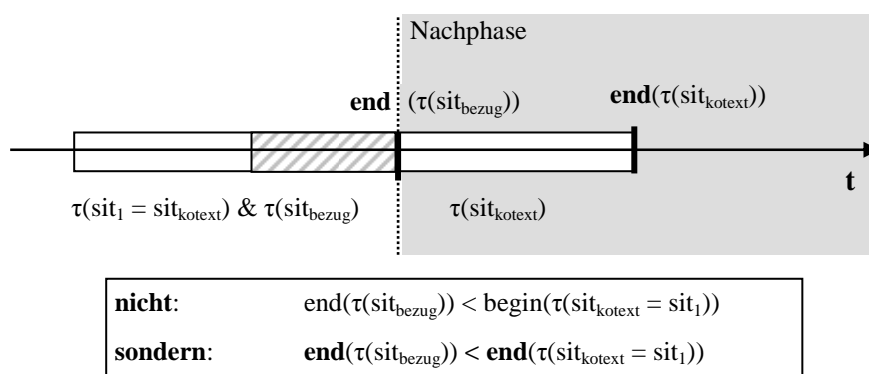 Nachphase
end (τ(sit_bezug)) end(τ(sit_kotext))
t
τ(sit_1 = sit_kotext) & τ(sit_bezug) τ(sit_kotext)
nicht: end(τ(sit_bezug)) < begin(τ(sit_kotext = sit_1))
sondern: end(τ(sit_bezug)) < end(τ(sit_kotext = sit_1))